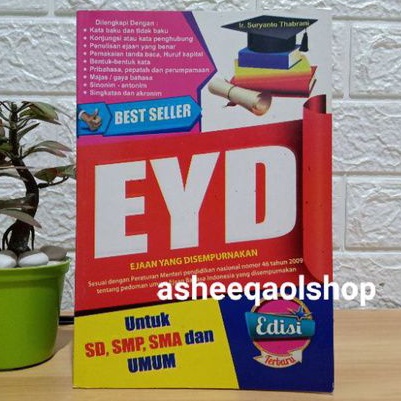 Dilengkapi Dengan :
Kata baku dan tidak baku
Konjungsi atau kata penghubung
Penulisan ejaan yang benar
Pemakaian tanda baca, Huruf kapital
Bentuk-bentuk kata
Pribahasa, pepatah dan perumpamaan
Majas / gaya bahasa
Sinonim - antonim
Singkatan dan akronim
Ir. Suryanto Thabrani
BEST SELLER
EYD
EJAAN YANG DISEMPURNAKAN
Sesuai dengan Peraturan Menteri pendidikan nasional nomor 46 tahun 2009
tentang pedoman umum Ejaan Bahasa Indonesia yang disempurnakan
asheeqaolshop
Untuk
SD, SMP, SMA dan
UMUM
Edisi
Terbaru